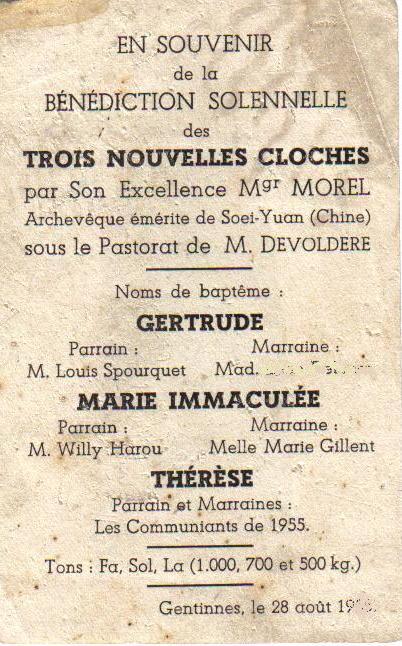 EN SOUVENIR
de la
BÉNÉDICTION SOLENNELLE
des
TROIS NOUVELLES CLOCHES
par Son Excellence Mgr MOREL
Archevêque émérite de Soei-Yuan (Chine)
sous le Pastorat de M. DEVOLDERE
Noms de baptême :
GERTRUDE
Parrain : Marraine :
M. Louis Spourquet Mad.
MARIE IMMACULÉE
Parrain : Marraine :
M. Willy Harou Melle Marie Gillent
THÉRÈSE
Parrain et Marraines :
Les Communiants de 1955.
Tons : Fa, Sol, La (1.000, 700 et 500 kg.)
Gentinnes, le 28 août